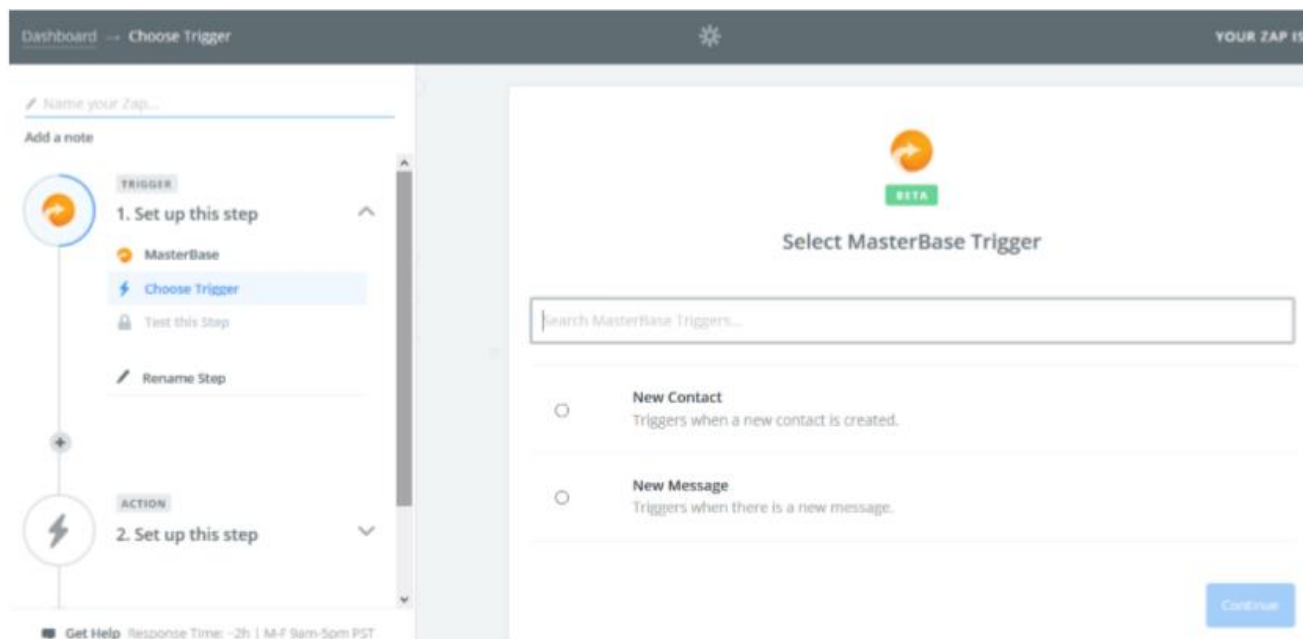 Dashboard → Choose Trigger
YOUR ZAP IS
Name your Zap...
Add a note
TRIGGER
1. Set up this step
MasterBase
Choose Trigger
Test this Step
Rename Step
ACTION
2. Set up this step
Get Help Response Time: ~2h | M-F 9am-5pm PST
BETA
Select MasterBase Trigger
Search MasterBase Triggers...
New Contact
Triggers when a new contact is created.
New Message
Triggers when there is a new message.
Continue